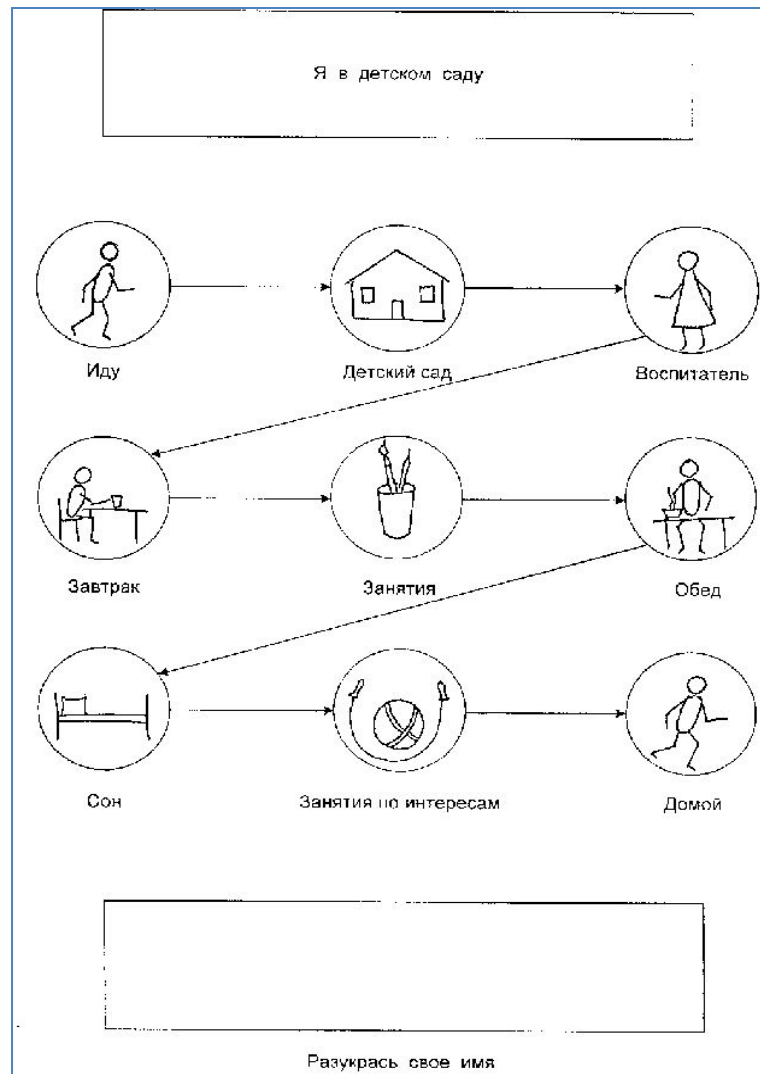 Я в детском саду
Иду
Детский сад
Воспитатель
Завтрак
Занятия
Обед
Сон
Занятия по интересам
Домой
Разукрась свое имя